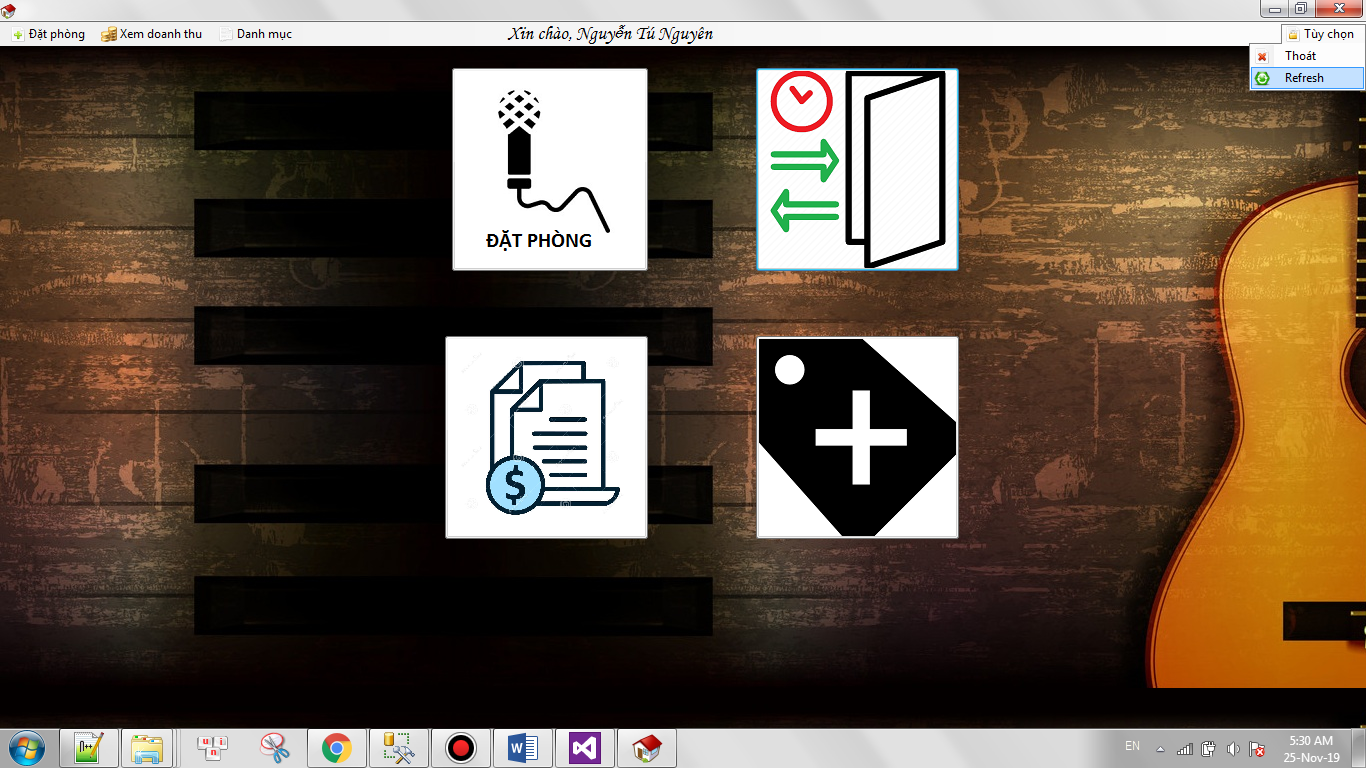 Đặt phòng Xem doanh thu Danh mục Xin chào, Nguyễn Tú Nguyên Tùy chọn
Thoát
Refresh
ĐẶT PHÒNG
$
N++ u n i W EN 5:30 AM
25-Nov-19